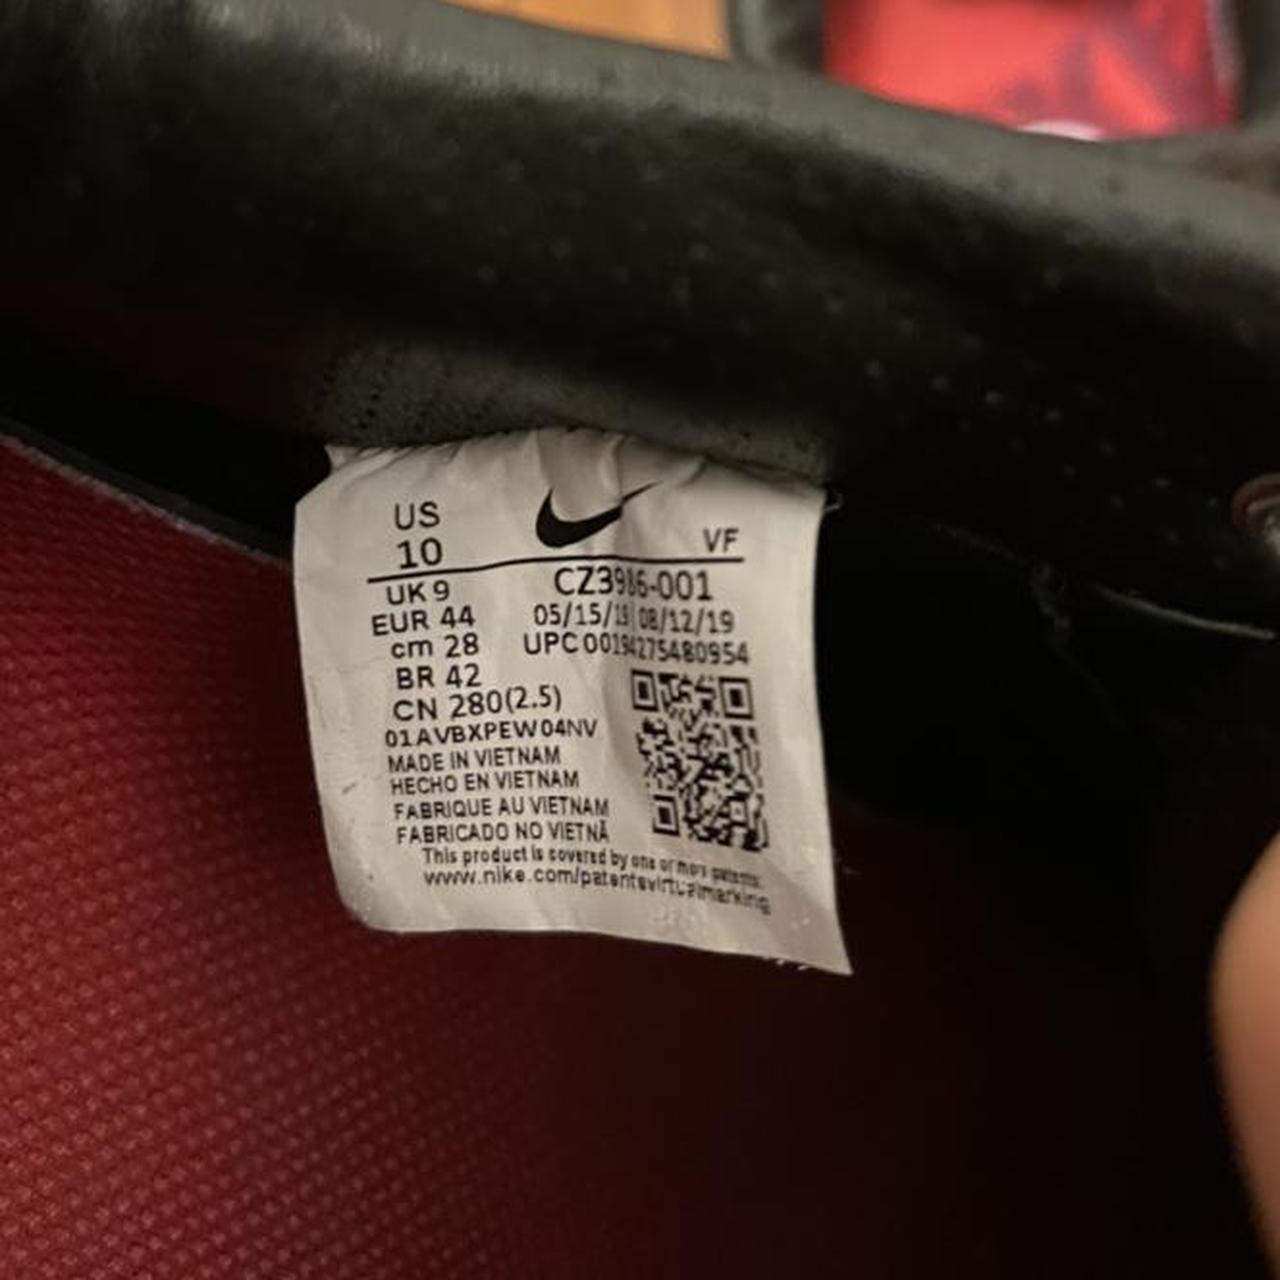 US
10
VF
UK 9
CZ3986-001
EUR 44
05/15/19 08/12/19
cm 28
UPC 00194275480954
BR 42
CN 280(2.5)
01AVBXPEW04NV
MADE IN VIETNAM
HECHO EN VIETNAM
FABRIQUE AU VIETNAM
FABRICADO NO VIETNÃ
This product is covered by one or more patents:
www.nike.com/patentsvirtualmarking